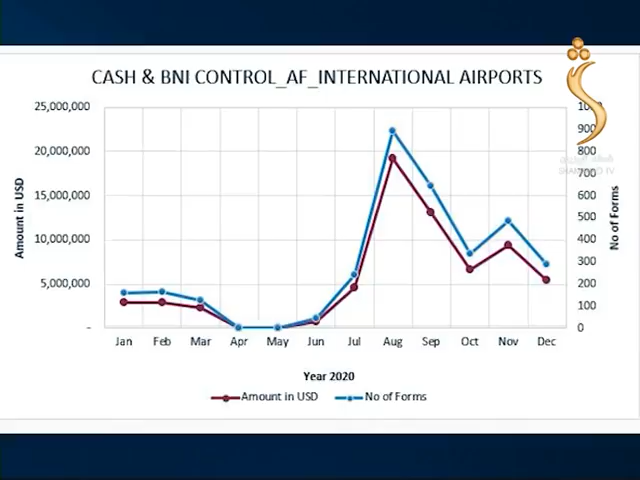 CASH & BNI CONTROL_AF_INTERNATIONAL AIRPORTS
25,000,000
20,000,000
15,000,000
10,000,000
5,000,000
-
Amount in USD
900
800
700
600
500
400
300
200
100
0
No of Forms
Jan Feb Mar Apr May Jun Jul Aug Sep Oct Nov Dec
Year 2020
Amount in USD No of Forms